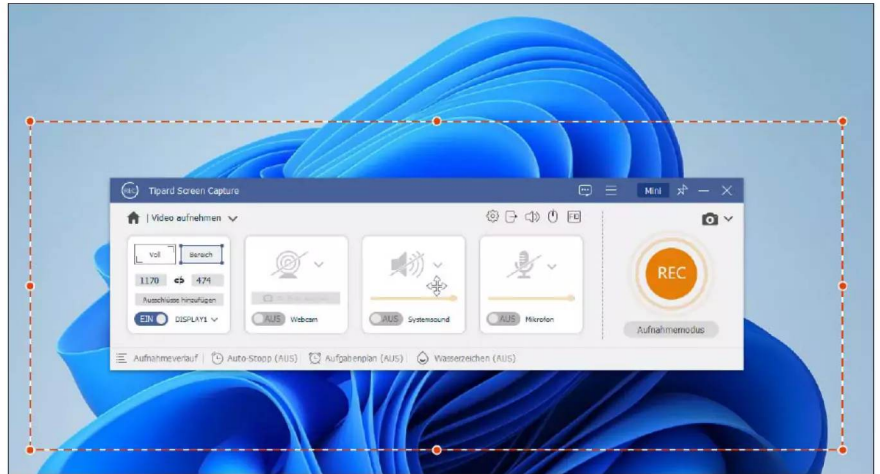 REC Tipard Screen Capture Mini
| Video aufnehmen
Voll Bereich
1170 474
Ausschlüsse hinzufügen
EIN DISPLAY1
AUS Webcam
AUS Systemsound
AUS Mikrofon
REC
Aufnahmemodus
Aufnahmeverlauf Auto-Stopp (AUS) Aufgabenplan (AUS) Wasserzeichen (AUS)